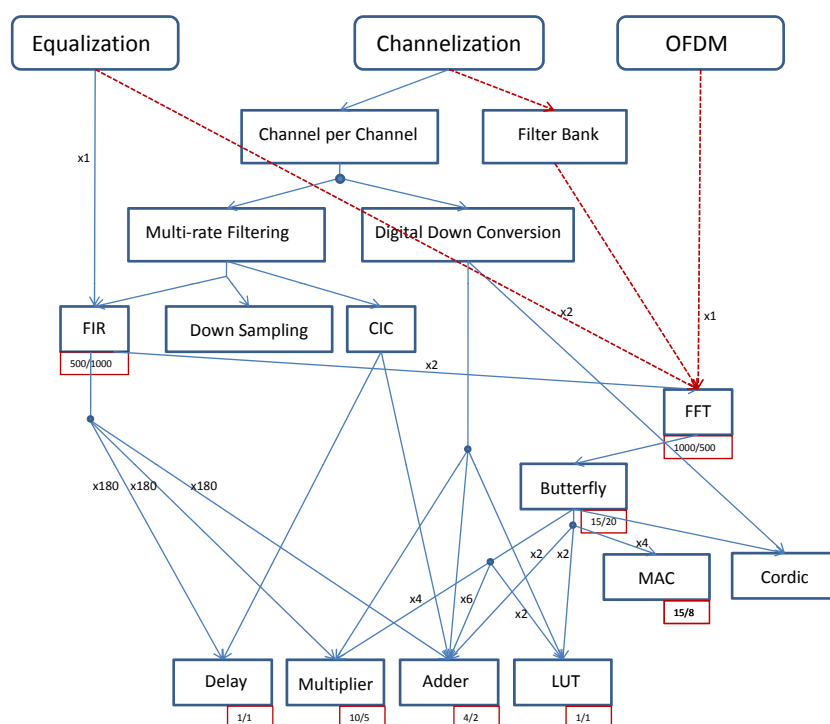 Equalization
Channelization
OFDM
Channel per Channel
Filter Bank
x1
Multi-rate Filtering
Digital Down Conversion
FIR
Down Sampling
CIC
x2
x1
500/1000
x2
FFT
1000/500
Butterfly
x180
x180
x180
15/20
x2
x2
x4
MAC
Cordic
x4
x6
x2
15/8
Delay
Multiplier
Adder
LUT
1/1
10/5
4/2
1/1